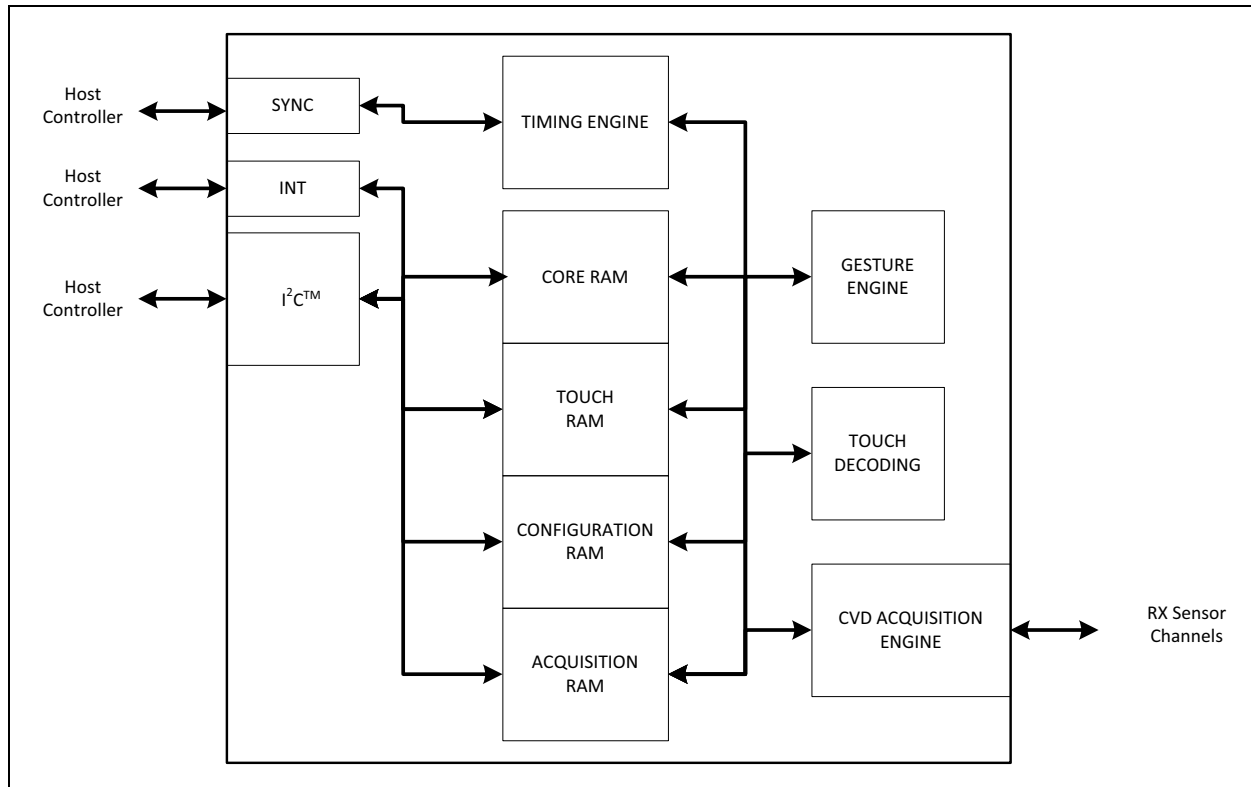 Host
Controller
SYNC
TIMING ENGINE
Host
Controller
INT
Host
Controller
I²C™
CORE RAM
GESTURE
ENGINE
TOUCH
RAM
TOUCH
DECODING
CONFIGURATION
RAM
CVD ACQUISITION
ENGINE
RX Sensor
Channels
ACQUISITION
RAM